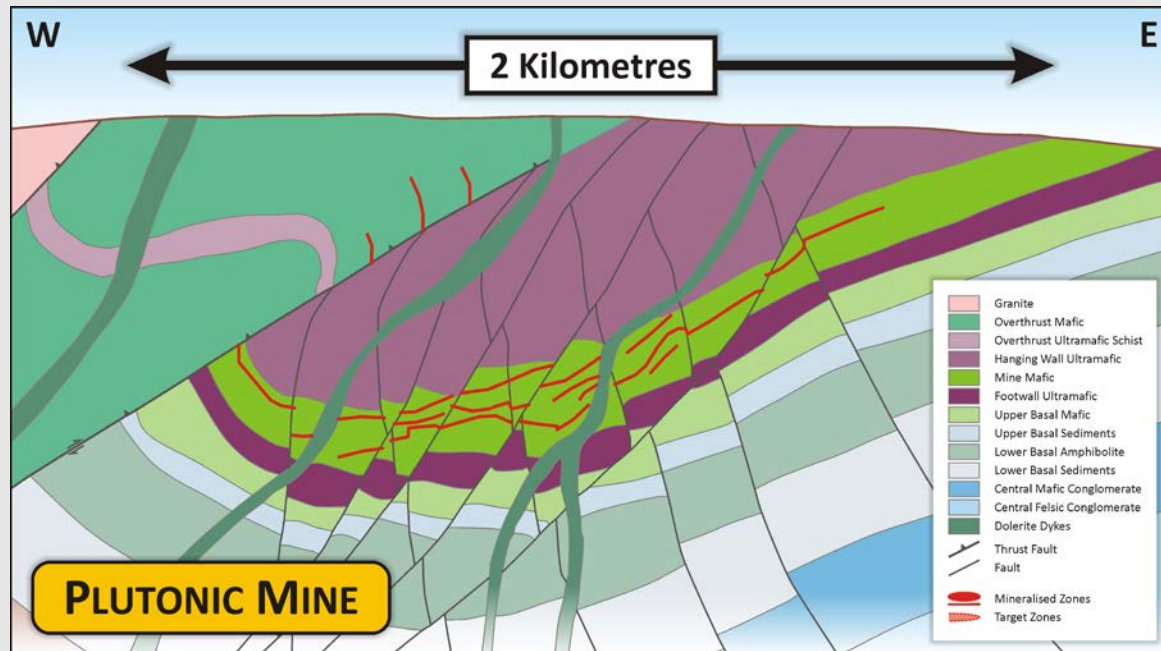 W
E
2 Kilometres
Granite
Overthrust Mafic
Overthrust Ultramafic Schist
Hanging Wall Ultramafic
Mine Mafic
Footwall Ultramafic
Upper Basal Mafic
Upper Basal Sediments
Lower Basal Amphibolite
Lower Basal Sediments
Central Mafic Conglomerate
Central Felsic Conglomerate
Dolerite Dykes
Thrust Fault
Fault
Mineralised Zones
Target Zones
PLUTONIC MINE